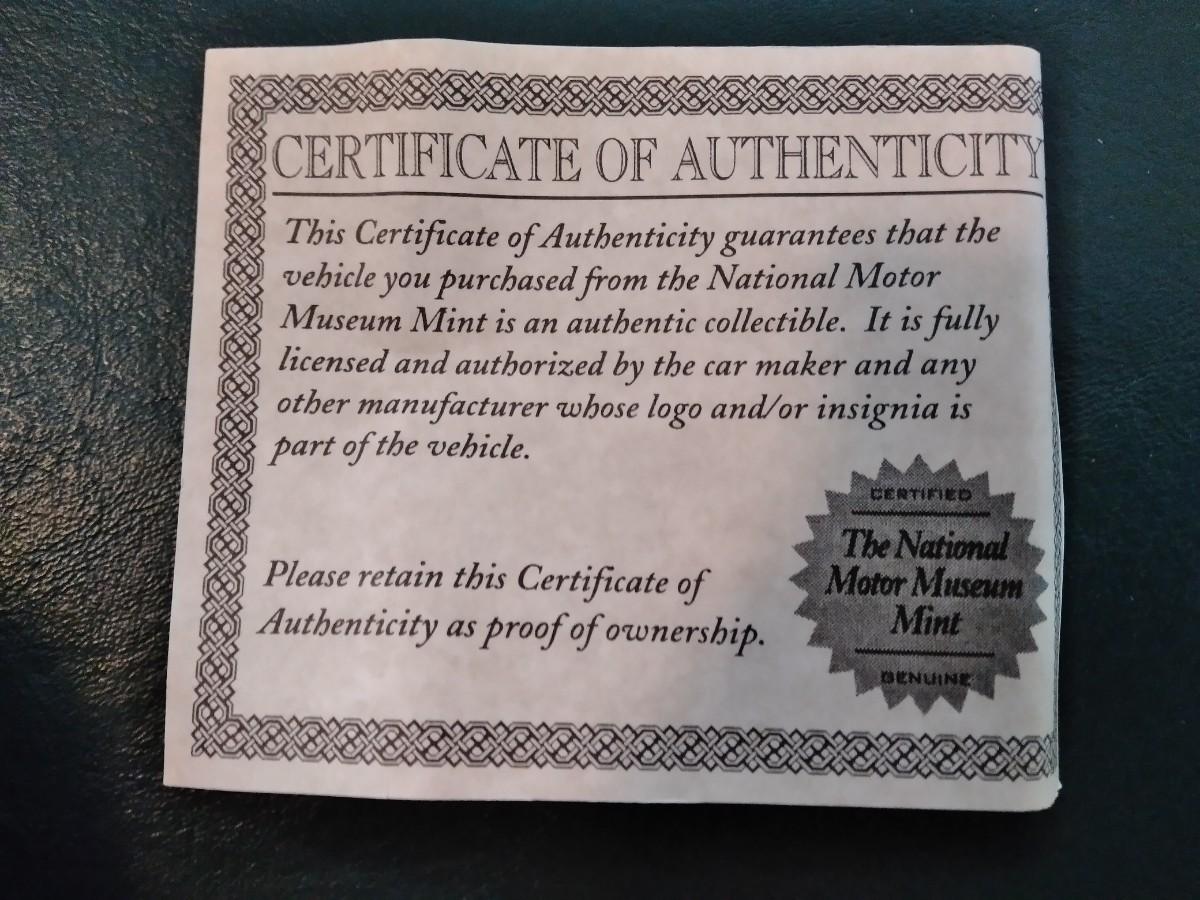 CERTIFICATE OF AUTHENTICITY
This Certificate of Authenticity guarantees that the
vehicle you purchased from the National Motor
Museum Mint is an authentic collectible. It is fully
licensed and authorized by the car maker and any
other manufacturer whose logo and/or insignia is
part of the vehicle.
Please retain this Certificate of
Authenticity as proof of ownership.
CERTIFIED
The National
Motor Museum
Mint
GENUINE